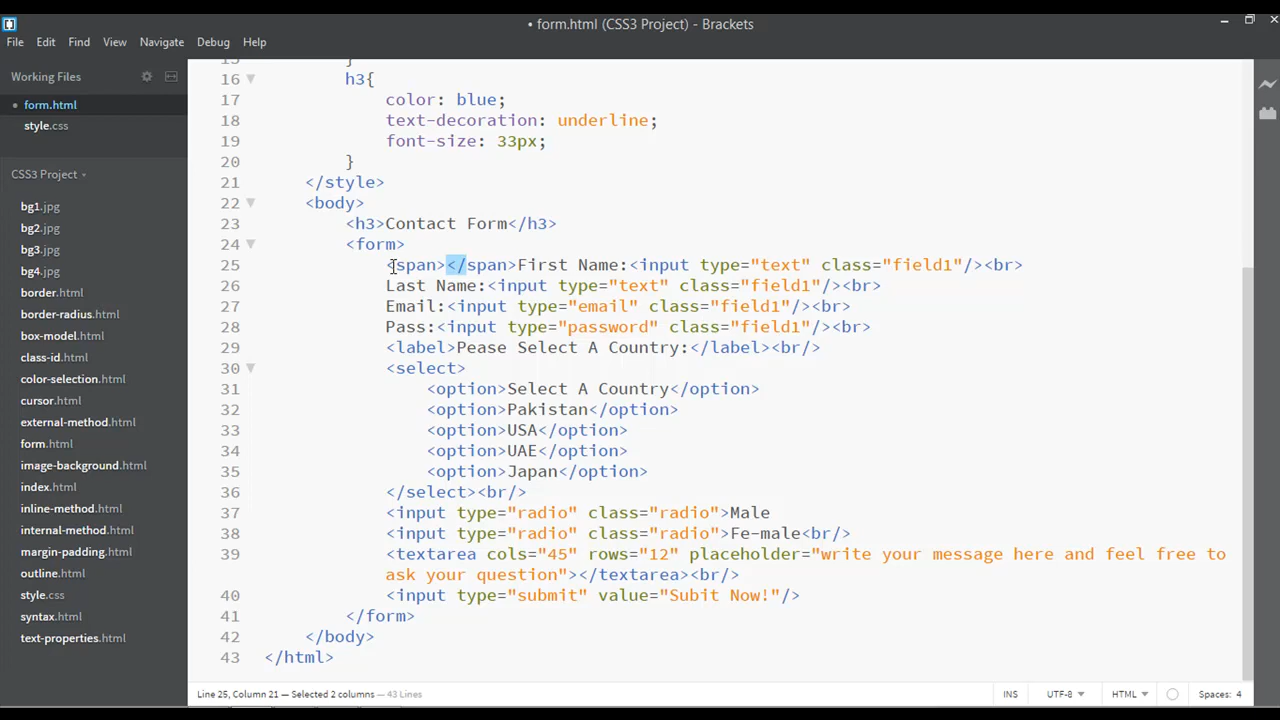 • form.html (CSS3 Project) - Brackets
File Edit Find View Navigate Debug Help
Working Files
• form.html
style.css
CSS3 Project
bg1.jpg
bg2.jpg
bg3.jpg
bg4.jpg
border.html
border-radius.html
box-model.html
class-id.html
color-selection.html
cursor.html
external-method.html
form.html
image-background.html
index.html
inline-method.html
internal-method.html
margin-padding.html
outline.html
style.css
syntax.html
text-properties.html
16 h3{
17 color: blue;
18 text-decoration: underline;
19 font-size: 33px;
20 }
21 </style>
22 <body>
23 <h3>Contact Form</h3>
24 <form>
25 <span></span>First Name:<input type="text" class="field1"/><br>
26 Last Name:<input type="text" class="field1"/><br>
27 Email:<input type="email" class="field1"/><br>
28 Pass:<input type="password" class="field1"/><br>
29 <label>Pease Select A Country:</label><br/>
30 <select>
31 <option>Select A Country</option>
32 <option>Pakistan</option>
33 <option>USA</option>
34 <option>UAE</option>
35 <option>Japan</option>
36 </select><br/>
37 <input type="radio" class="radio">Male
38 <input type="radio" class="radio">Fe-male<br/>
39 <textarea cols="45" rows="12" placeholder="write your message here and feel free to
ask your question"></textarea><br/>
40 <input type="submit" value="Subit Now!"/>
41 </form>
42 </body>
43 </html>
Line 25, Column 21 — Selected 2 columns — 43 Lines
INS UTF-8 HTML Spaces: 4